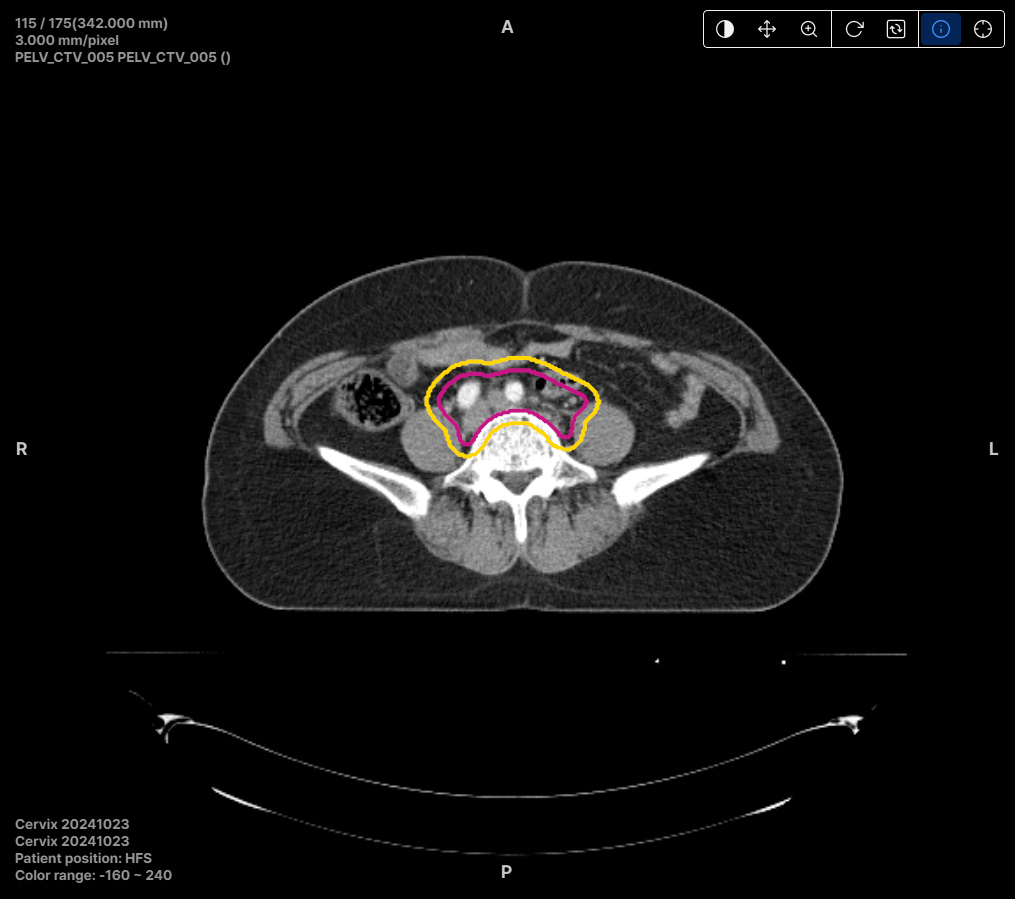 115 / 175(342.000 mm)
3.000 mm/pixel
PELV_CTV_005 PELV_CTV_005 ()
A
R
L
Cervix 20241023
Cervix 20241023
Patient position: HFS
Color range: -160 ~ 240
P